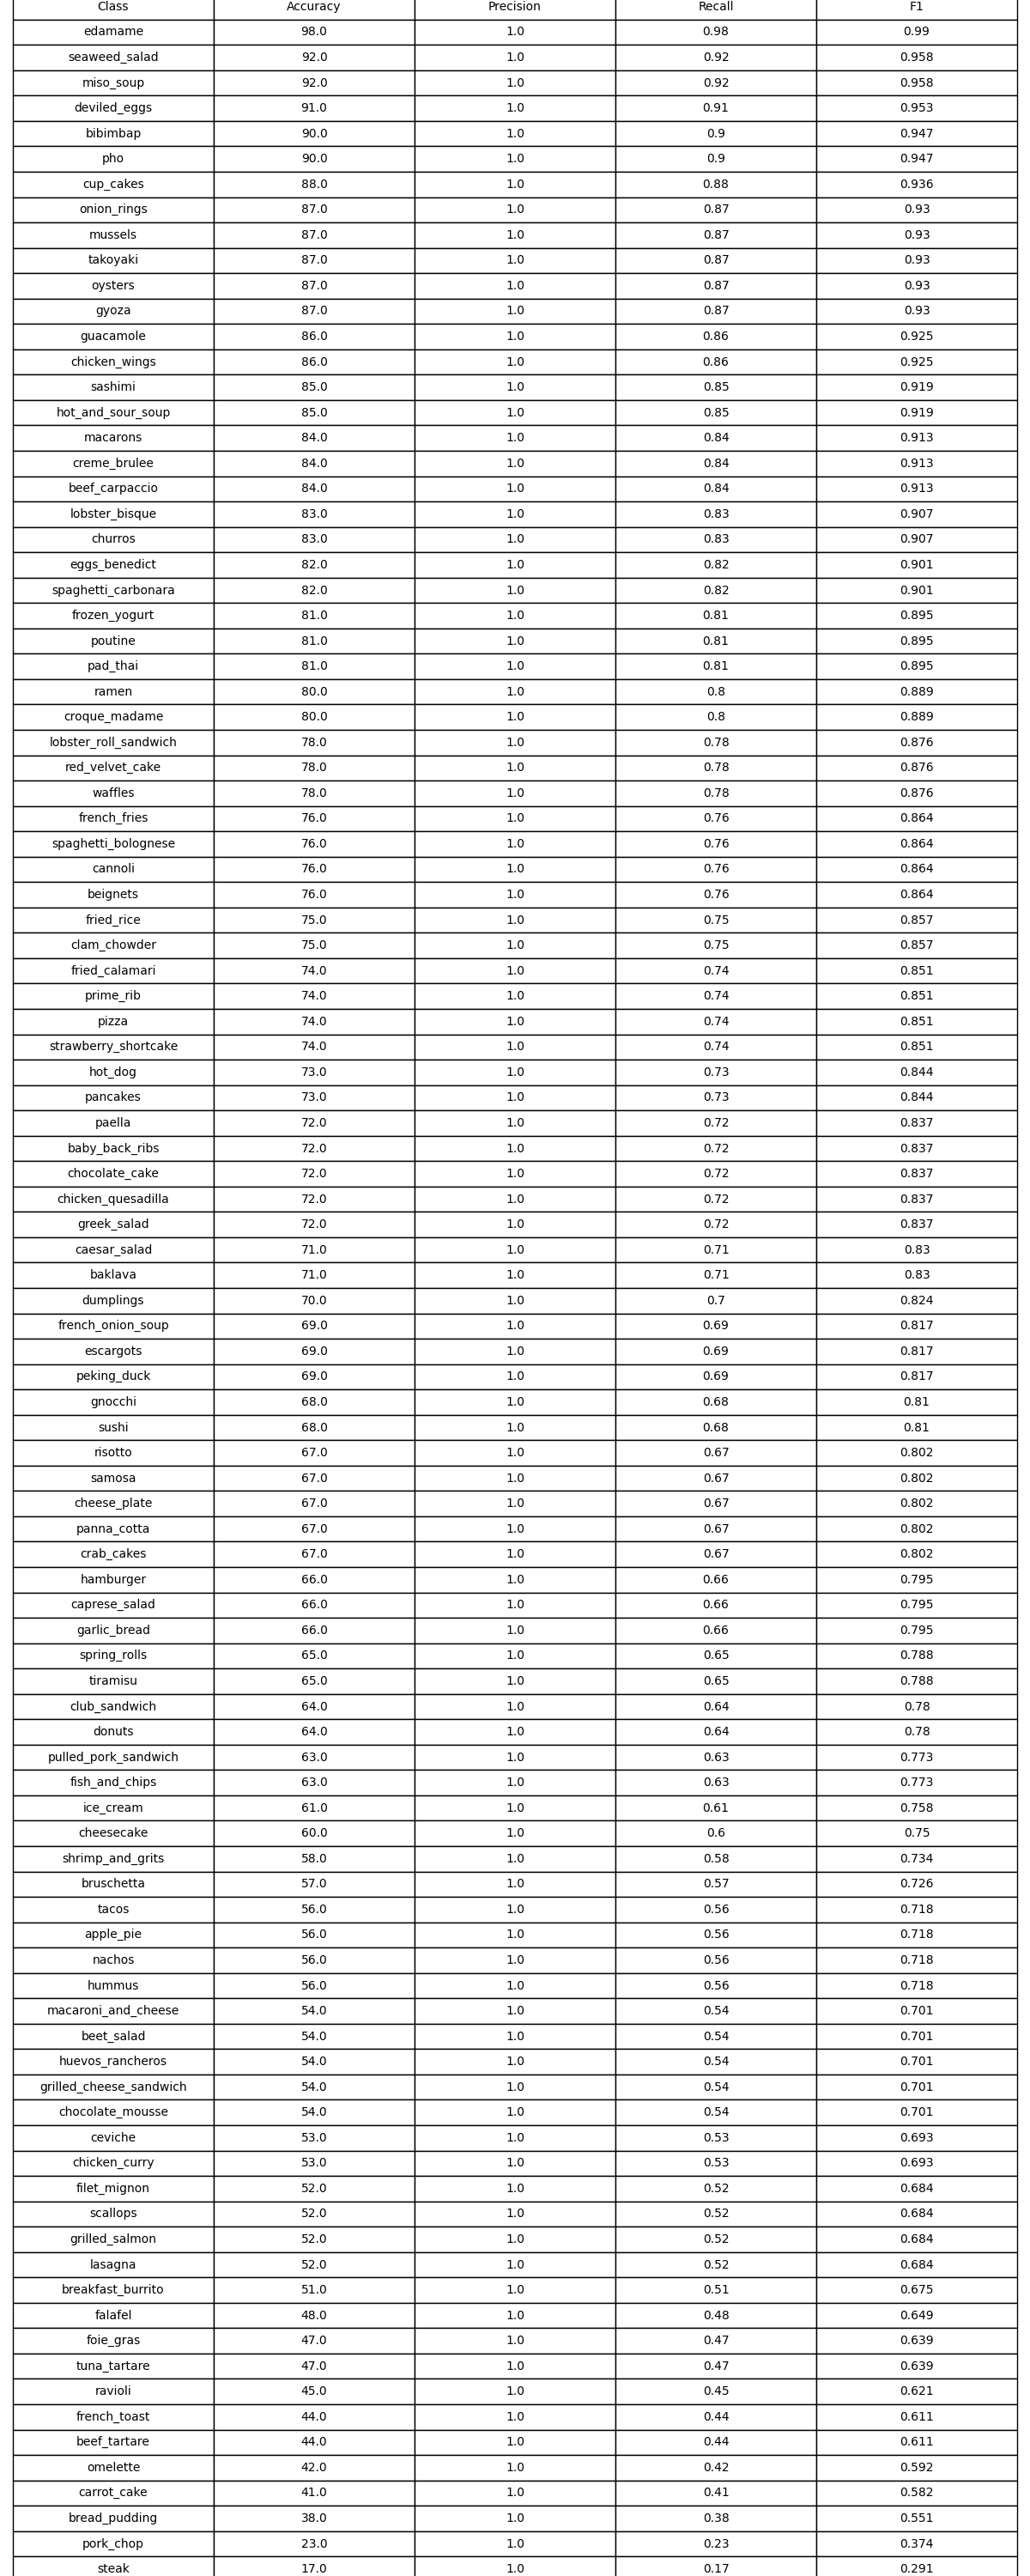 Class Accuracy Precision Recall F1
edamame 98.0 1.0 0.98 0.99
seaweed_salad 92.0 1.0 0.92 0.958
miso_soup 92.0 1.0 0.92 0.958
deviled_eggs 91.0 1.0 0.91 0.953
bibimbap 90.0 1.0 0.9 0.947
pho 90.0 1.0 0.9 0.947
cup_cakes 88.0 1.0 0.88 0.936
onion_rings 87.0 1.0 0.87 0.93
mussels 87.0 1.0 0.87 0.93
takoyaki 87.0 1.0 0.87 0.93
oysters 87.0 1.0 0.87 0.93
gyoza 87.0 1.0 0.87 0.93
guacamole 86.0 1.0 0.86 0.925
chicken_wings 86.0 1.0 0.86 0.925
sashimi 85.0 1.0 0.85 0.919
hot_and_sour_soup 85.0 1.0 0.85 0.919
macarons 84.0 1.0 0.84 0.913
creme_brulee 84.0 1.0 0.84 0.913
beef_carpaccio 84.0 1.0 0.84 0.913
lobster_bisque 83.0 1.0 0.83 0.907
churros 83.0 1.0 0.83 0.907
eggs_benedict 82.0 1.0 0.82 0.901
spaghetti_carbonara 82.0 1.0 0.82 0.901
frozen_yogurt 81.0 1.0 0.81 0.895
poutine 81.0 1.0 0.81 0.895
pad_thai 81.0 1.0 0.81 0.895
ramen 80.0 1.0 0.8 0.889
croque_madame 80.0 1.0 0.8 0.889
lobster_roll_sandwich 78.0 1.0 0.78 0.876
red_velvet_cake 78.0 1.0 0.78 0.876
waffles 78.0 1.0 0.78 0.876
french_fries 76.0 1.0 0.76 0.864
spaghetti_bolognese 76.0 1.0 0.76 0.864
cannoli 76.0 1.0 0.76 0.864
beignets 76.0 1.0 0.76 0.864
fried_rice 75.0 1.0 0.75 0.857
clam_chowder 75.0 1.0 0.75 0.857
fried_calamari 74.0 1.0 0.74 0.851
prime_rib 74.0 1.0 0.74 0.851
pizza 74.0 1.0 0.74 0.851
strawberry_shortcake 74.0 1.0 0.74 0.851
hot_dog 73.0 1.0 0.73 0.844
pancakes 73.0 1.0 0.73 0.844
paella 72.0 1.0 0.72 0.837
baby_back_ribs 72.0 1.0 0.72 0.837
chocolate_cake 72.0 1.0 0.72 0.837
chicken_quesadilla 72.0 1.0 0.72 0.837
greek_salad 72.0 1.0 0.72 0.837
caesar_salad 71.0 1.0 0.71 0.83
baklava 71.0 1.0 0.71 0.83
dumplings 70.0 1.0 0.7 0.824
french_onion_soup 69.0 1.0 0.69 0.817
escargots 69.0 1.0 0.69 0.817
peking_duck 69.0 1.0 0.69 0.817
gnocchi 68.0 1.0 0.68 0.81
sushi 68.0 1.0 0.68 0.81
risotto 67.0 1.0 0.67 0.802
samosa 67.0 1.0 0.67 0.802
cheese_plate 67.0 1.0 0.67 0.802
panna_cotta 67.0 1.0 0.67 0.802
crab_cakes 67.0 1.0 0.67 0.802
hamburger 66.0 1.0 0.66 0.795
caprese_salad 66.0 1.0 0.66 0.795
garlic_bread 66.0 1.0 0.66 0.795
spring_rolls 65.0 1.0 0.65 0.788
tiramisu 65.0 1.0 0.65 0.788
club_sandwich 64.0 1.0 0.64 0.78
donuts 64.0 1.0 0.64 0.78
pulled_pork_sandwich 63.0 1.0 0.63 0.773
fish_and_chips 63.0 1.0 0.63 0.773
ice_cream 61.0 1.0 0.61 0.758
cheesecake 60.0 1.0 0.6 0.75
shrimp_and_grits 58.0 1.0 0.58 0.734
bruschetta 57.0 1.0 0.57 0.726
tacos 56.0 1.0 0.56 0.718
apple_pie 56.0 1.0 0.56 0.718
nachos 56.0 1.0 0.56 0.718
hummus 56.0 1.0 0.56 0.718
macaroni_and_cheese 54.0 1.0 0.54 0.701
beet_salad 54.0 1.0 0.54 0.701
huevos_rancheros 54.0 1.0 0.54 0.701
grilled_cheese_sandwich 54.0 1.0 0.54 0.701
chocolate_mousse 54.0 1.0 0.54 0.701
ceviche 53.0 1.0 0.53 0.693
chicken_curry 53.0 1.0 0.53 0.693
filet_mignon 52.0 1.0 0.52 0.684
scallops 52.0 1.0 0.52 0.684
grilled_salmon 52.0 1.0 0.52 0.684
lasagna 52.0 1.0 0.52 0.684
breakfast_burrito 51.0 1.0 0.51 0.675
falafel 48.0 1.0 0.48 0.649
foie_gras 47.0 1.0 0.47 0.639
tuna_tartare 47.0 1.0 0.47 0.639
ravioli 45.0 1.0 0.45 0.621
french_toast 44.0 1.0 0.44 0.611
beef_tartare 44.0 1.0 0.44 0.611
omelette 42.0 1.0 0.42 0.592
carrot_cake 41.0 1.0 0.41 0.582
bread_pudding 38.0 1.0 0.38 0.551
pork_chop 23.0 1.0 0.23 0.374
steak 17.0 1.0 0.17 0.291